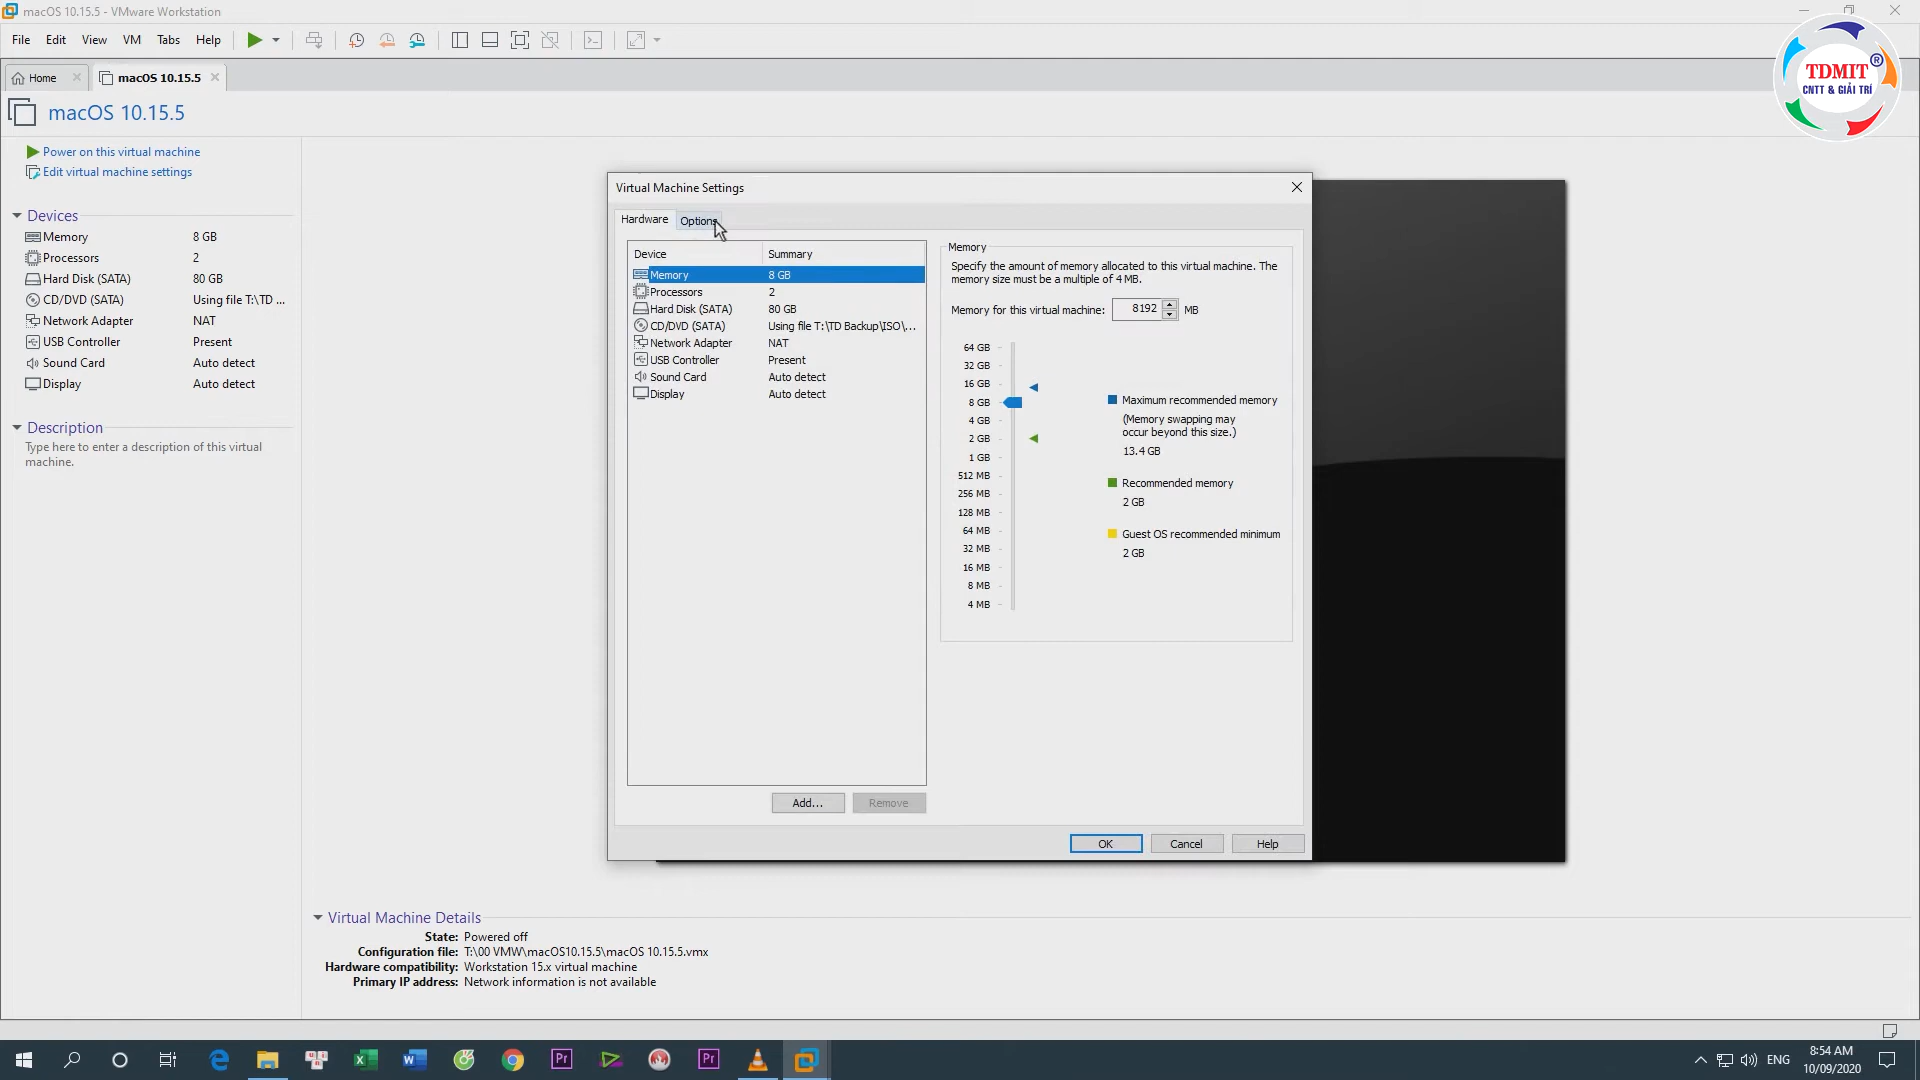 macOS 10.15.5 - VMware Workstation
File Edit View VM Tabs Help
Home
macOS 10.15.5
TDMIT ®
CNTT & GIẢI TRÍ
macOS 10.15.5
Power on this virtual machine
Edit virtual machine settings
Devices
Memory 8 GB
Processors 2
Hard Disk (SATA) 80 GB
CD/DVD (SATA) Using file T:\TD ...
Network Adapter NAT
USB Controller Present
Sound Card Auto detect
Display Auto detect
Description
Type here to enter a description of this virtual
machine.
Virtual Machine Settings
Hardware Options
Device Summary
Memory 8 GB
Processors 2
Hard Disk (SATA) 80 GB
CD/DVD (SATA) Using file T:\TD Backup\ISO\...
Network Adapter NAT
USB Controller Present
Sound Card Auto detect
Display Auto detect
Add... Remove
Memory
Specify the amount of memory allocated to this virtual machine. The
memory size must be a multiple of 4 MB.
Memory for this virtual machine: 8192 MB
64 GB
32 GB
16 GB
8 GB
4 GB
2 GB
1 GB
512 MB
256 MB
128 MB
64 MB
32 MB
16 MB
8 MB
4 MB
Maximum recommended memory
(Memory swapping may
occur beyond this size.)
13.4 GB
Recommended memory
2 GB
Guest OS recommended minimum
2 GB
OK Cancel Help
Virtual Machine Details
State: Powered off
Configuration file: T:\00 VMW\macOS10.15.5\macOS 10.15.5.vmx
Hardware compatibility: Workstation 15.x virtual machine
Primary IP address: Network information is not available
Pr
Pr
ENG
8:54 AM
10/09/2020